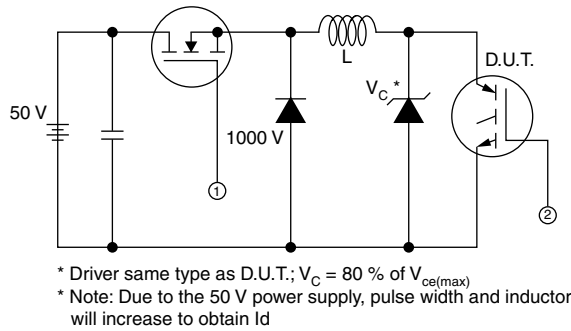 L
D.U.T.
V_C *
50 V
1000 V
1
2
* Driver same type as D.U.T.; V_C = 80 % of V_ce(max)
* Note: Due to the 50 V power supply, pulse width and inductor
will increase to obtain Id